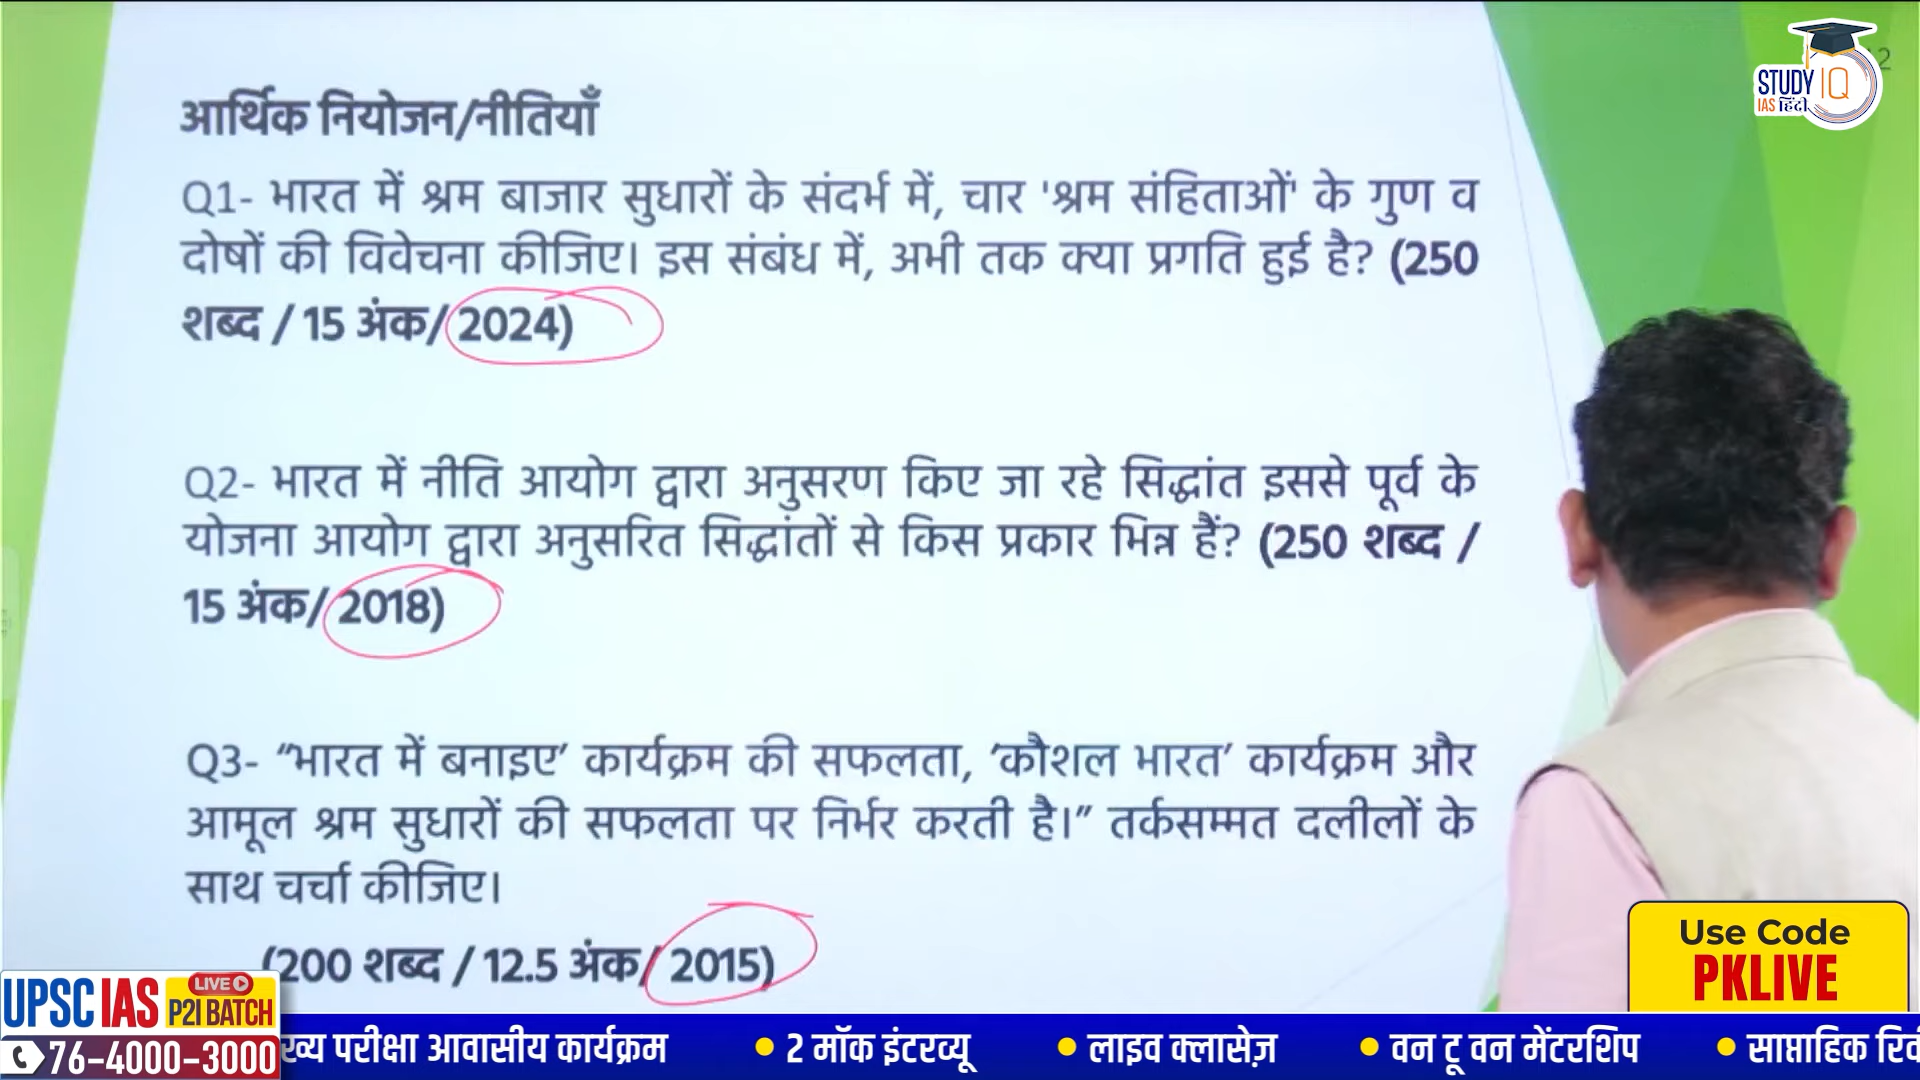 STUDY IQ
IAS हिंदी
2
आर्थिक नियोजन/नीतियाँ
Q1- भारत में श्रम बाजार सुधारों के संदर्भ में, चार 'श्रम संहिताओं' के गुण व
दोषों की विवेचना कीजिए। इस संबंध में, अभी तक क्या प्रगति हुई है? (250
शब्द / 15 अंक/ 2024)
Q2- भारत में नीति आयोग द्वारा अनुसरण किए जा रहे सिद्धांत इससे पूर्व के
योजना आयोग द्वारा अनुसरित सिद्धांतों से किस प्रकार भिन्न हैं? (250 शब्द /
15 अंक/ 2018)
Q3- “भारत में बनाइए’ कार्यक्रम की सफलता, ‘कौशल भारत’ कार्यक्रम और
आमूल श्रम सुधारों की सफलता पर निर्भर करती है।” तर्कसम्मत दलीलों के
साथ चर्चा कीजिए।
(200 शब्द / 12.5 अंक/ 2015)
Use Code
PKLIVE
UPSC IAS LIVE
P2I BATCH
76-4000-3000
ख्य परीक्षा आवासीय कार्यक्रम • 2 मॉक इंटरव्यू • लाइव क्लासेज़ • वन टू वन मेंटरशिप • साप्ताहिक